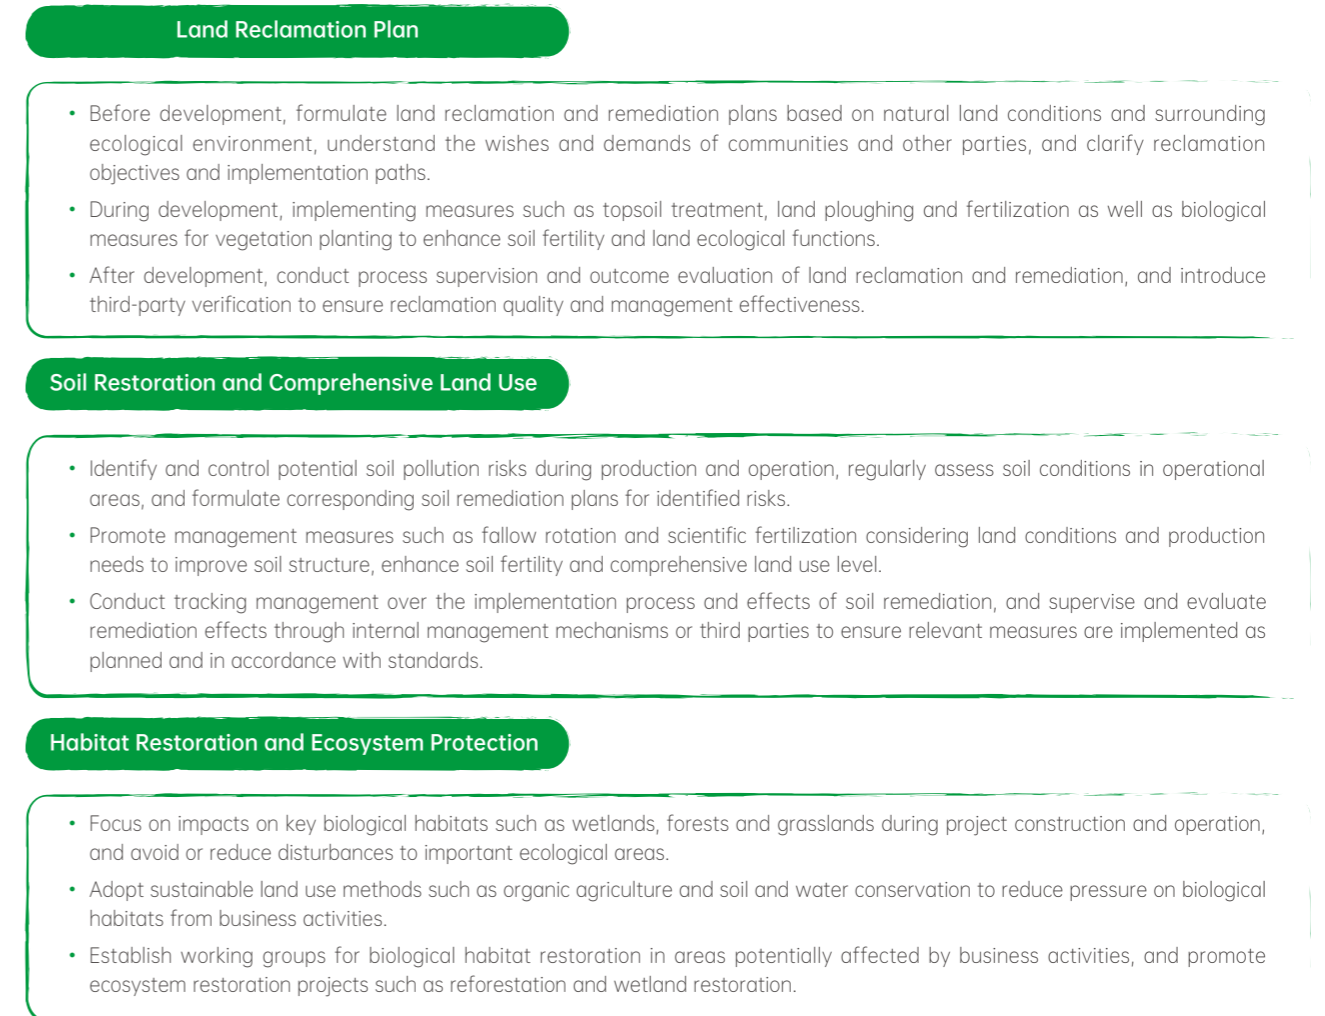 Land Reclamation Plan
• Before development, formulate land reclamation and remediation plans based on natural land conditions and surrounding
ecological environment, understand the wishes and demands of communities and other parties, and clarify reclamation
objectives and implementation paths.
• During development, implementing measures such as topsoil treatment, land ploughing and fertilization as well as biological
measures for vegetation planting to enhance soil fertility and land ecological functions.
• After development, conduct process supervision and outcome evaluation of land reclamation and remediation, and introduce
third-party verification to ensure reclamation quality and management effectiveness.
Soil Restoration and Comprehensive Land Use
• Identify and control potential soil pollution risks during production and operation, regularly assess soil conditions in operational
areas, and formulate corresponding soil remediation plans for identified risks.
• Promote management measures such as fallow rotation and scientific fertilization considering land conditions and production
needs to improve soil structure, enhance soil fertility and comprehensive land use level.
• Conduct tracking management over the implementation process and effects of soil remediation, and supervise and evaluate
remediation effects through internal management mechanisms or third parties to ensure relevant measures are implemented as
planned and in accordance with standards.
Habitat Restoration and Ecosystem Protection
• Focus on impacts on key biological habitats such as wetlands, forests and grasslands during project construction and operation,
and avoid or reduce disturbances to important ecological areas.
• Adopt sustainable land use methods such as organic agriculture and soil and water conservation to reduce pressure on biological
habitats from business activities.
• Establish working groups for biological habitat restoration in areas potentially affected by business activities, and promote
ecosystem restoration projects such as reforestation and wetland restoration.